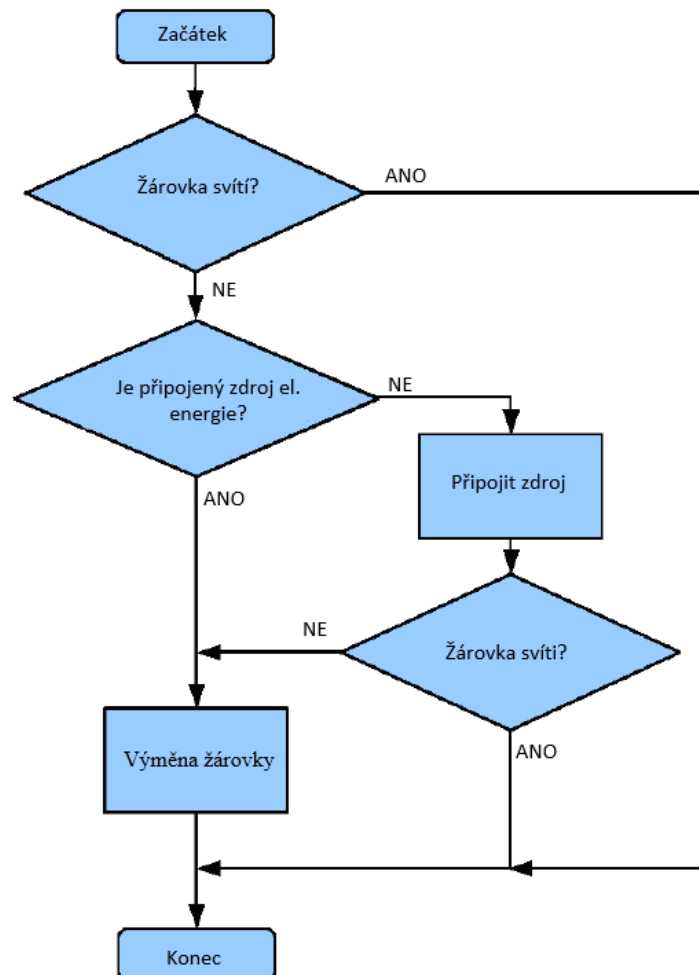 Začátek
Žárovka svítí?
ANO
NE
Je připojený zdroj el.
energie?
NE
Připojit zdroj
ANO
NE
Žárovka svíti?
Výměna žárovky
ANO
Konec